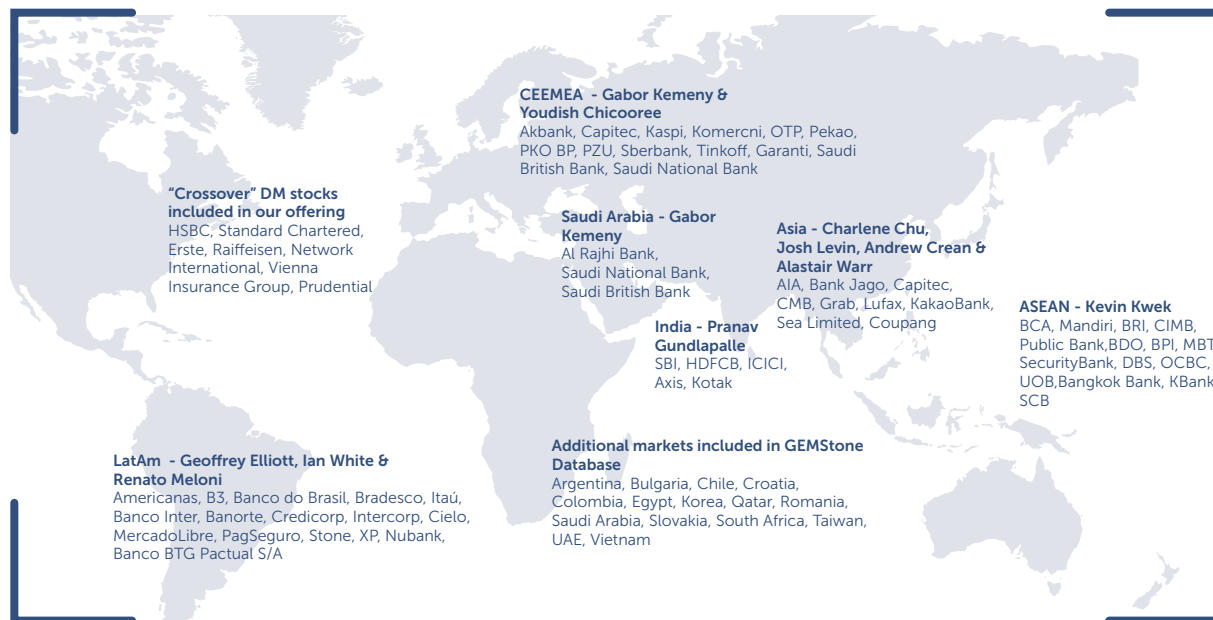 CEEMEA - Gabor Kemeny &
Youdish Chicooree
Akbank, Capitec, Kaspi, Komercni, OTP, Pekao,
PKO BP, PZU, Sberbank, Tinkoff, Garanti, Saudi
British Bank, Saudi National Bank
“Crossover” DM stocks
included in our offering
HSBC, Standard Chartered,
Erste, Raiffeisen, Network
International, Vienna
Insurance Group, Prudential
Saudi Arabia - Gabor
Kemeny
Al Rajhi Bank,
Saudi National Bank,
Saudi British Bank
Asia - Charlene Chu,
Josh Levin, Andrew Crean &
Alastair Warr
AIA, Bank Jago, Capitec,
CMB, Grab, Lufax, KakaoBank,
Sea Limited, Coupang
ASEAN - Kevin Kwek
BCA, Mandiri, BRI, CIMB,
Public Bank,BDO, BPI, MBT
SecurityBank, DBS, OCBC,
UOB,Bangkok Bank, KBank
SCB
India - Pranav
Gundlapalle
SBI, HDFCB, ICICI,
Axis, Kotak
LatAm - Geoffrey Elliott, Ian White &
Renato Meloni
Americanas, B3, Banco do Brasil, Bradesco, Itaú,
Banco Inter, Banorte, Credicorp, Intercorp, Cielo,
MercadoLibre, PagSeguro, Stone, XP, Nubank,
Banco BTG Pactual S/A
Additional markets included in GEMStone
Database
Argentina, Bulgaria, Chile, Croatia,
Colombia, Egypt, Korea, Qatar, Romania,
Saudi Arabia, Slovakia, South Africa, Taiwan,
UAE, Vietnam